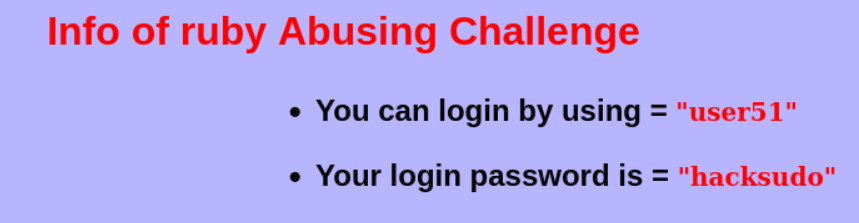 Info of ruby Abusing Challenge
• You can login by using = "user51"
• Your login password is = "hacksudo"